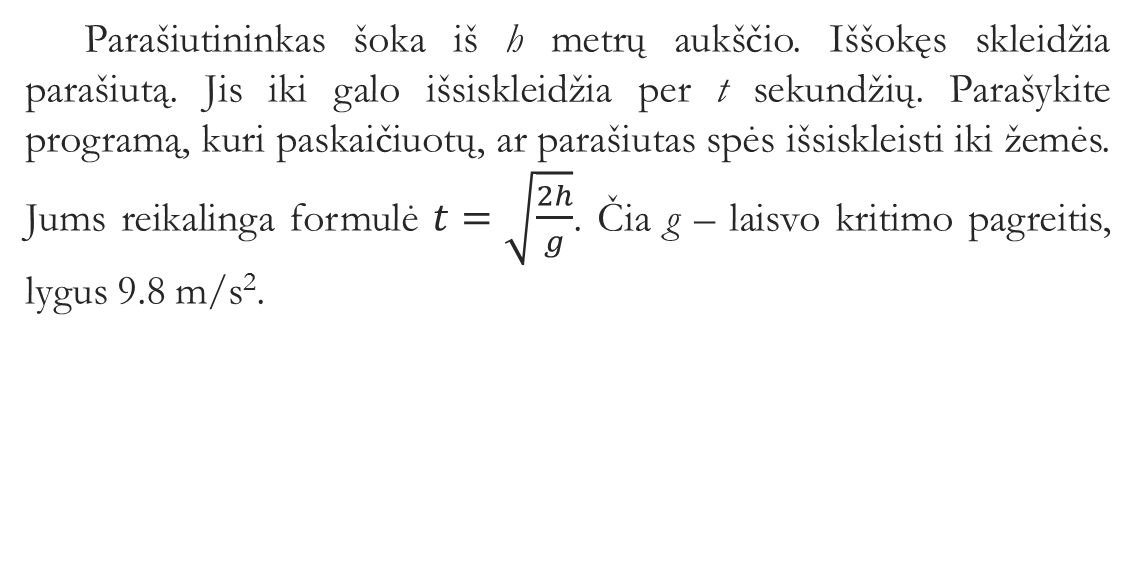 Parašiutininkas šoka iš h metrų aukščio. Iššokęs skleidžia
parašiutą. Jis iki galo išsiskleidžia per t sekundžių. Parašykite
programą, kuri paskaičiuotų, ar parašiutas spės išsiskleisti iki žemės.
Jums reikalinga formulė t = √(2h/g). Čia g – laisvo kritimo pagreitis,
lygus 9.8 m/s².